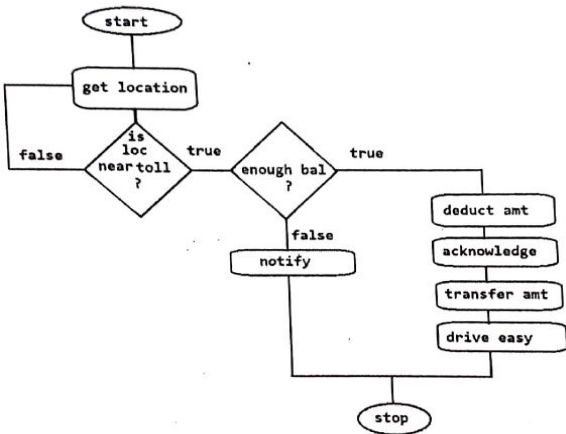 start
get location
is
loc
near toll
?
false
true
enough bal
?
true
false
notify
deduct amt
acknowledge
transfer amt
drive easy
stop